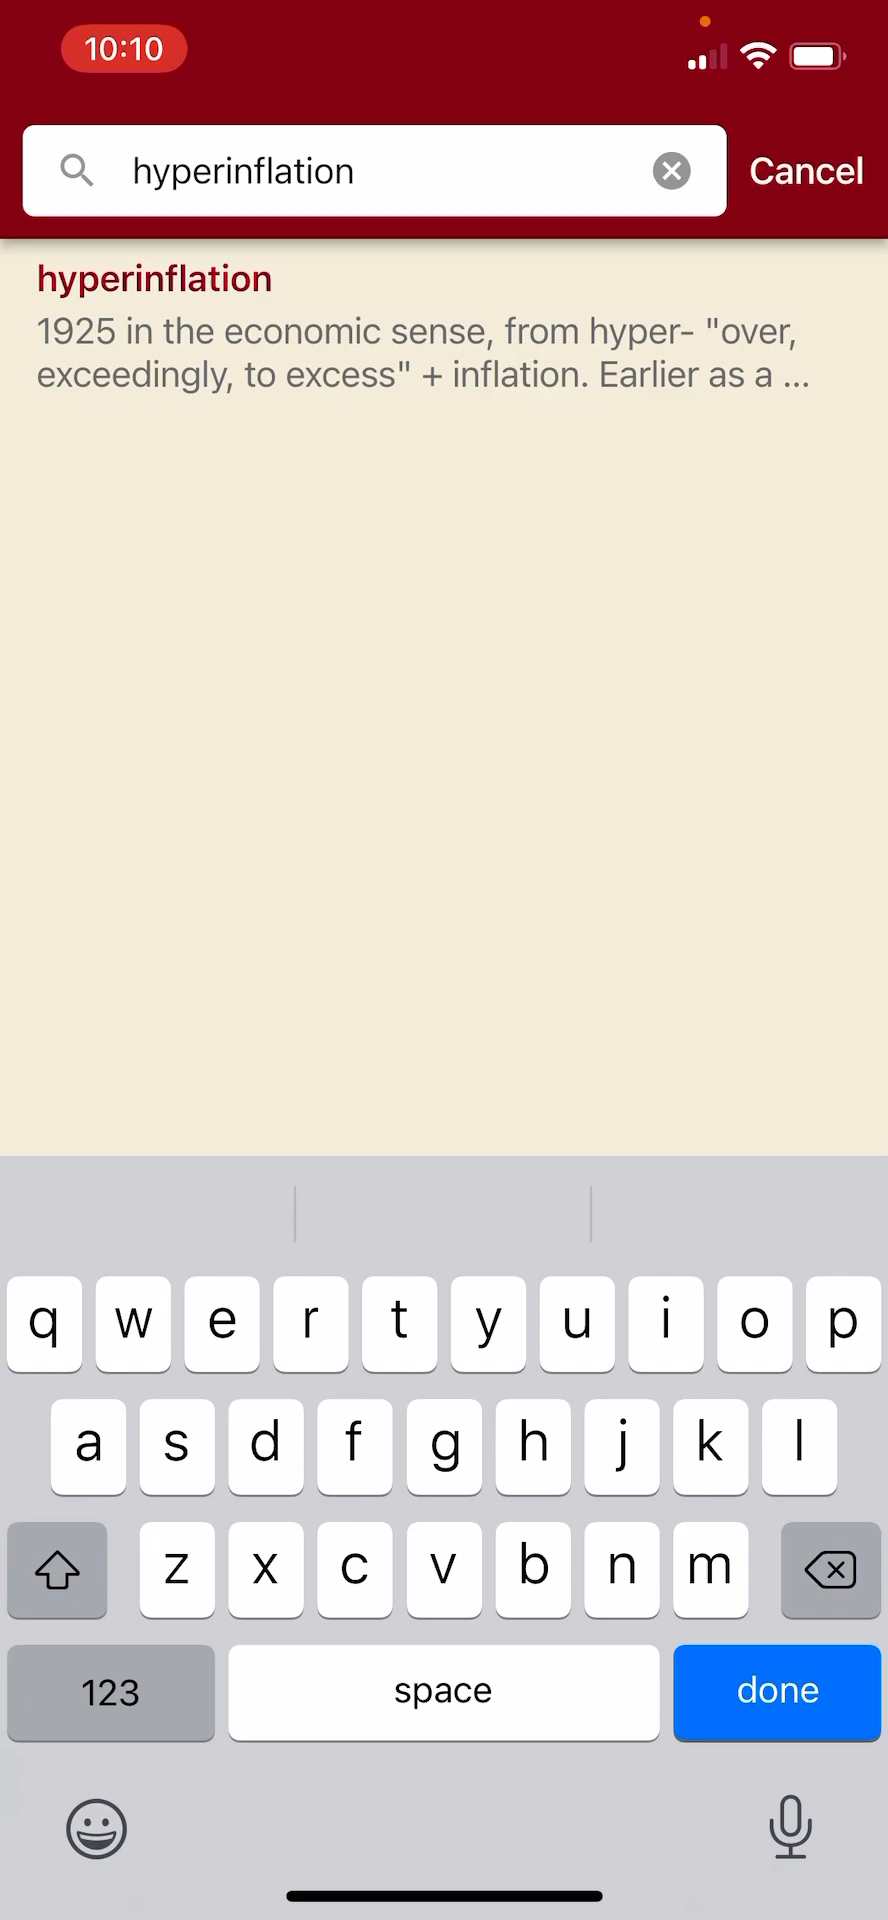 10:10
hyperinflation
Cancel
hyperinflation
1925 in the economic sense, from hyper- "over,
exceedingly, to excess" + inflation. Earlier as a ...
q w e r t y u i o p
a s d f g h j k l
z x c v b n m
123 space done